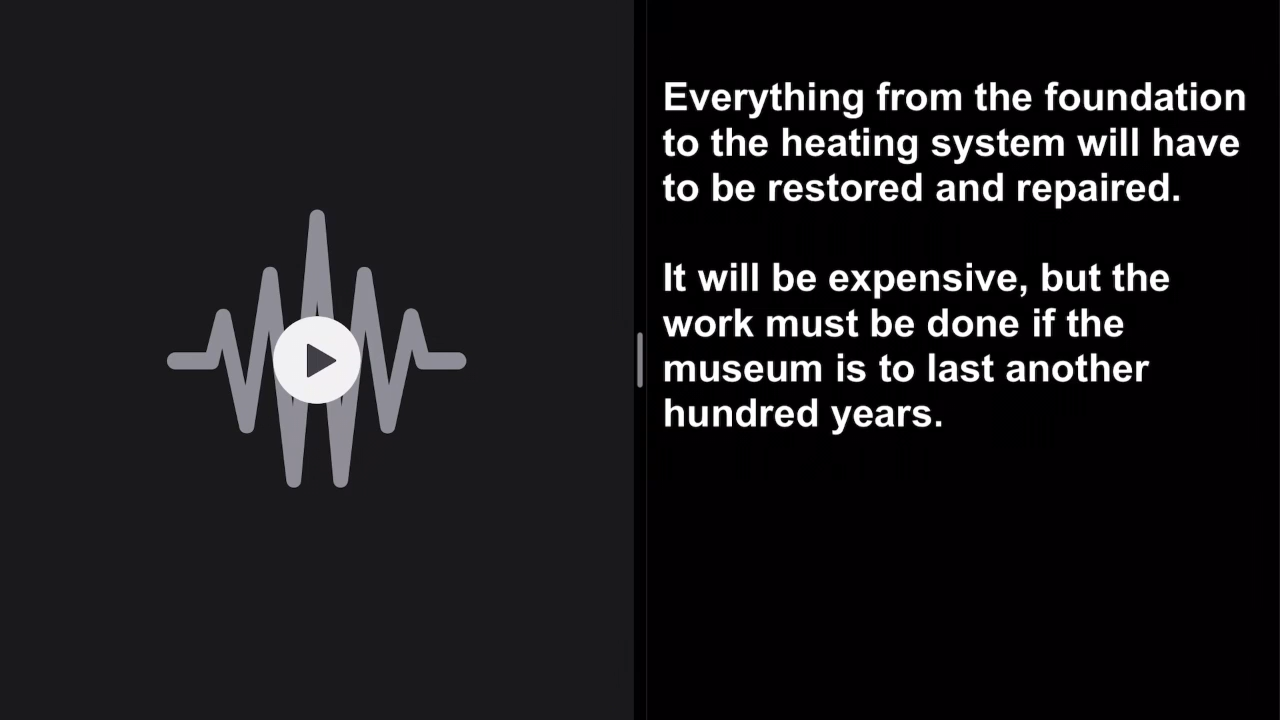 Everything from the foundation
to the heating system will have
to be restored and repaired.
It will be expensive, but the
work must be done if the
museum is to last another
hundred years.